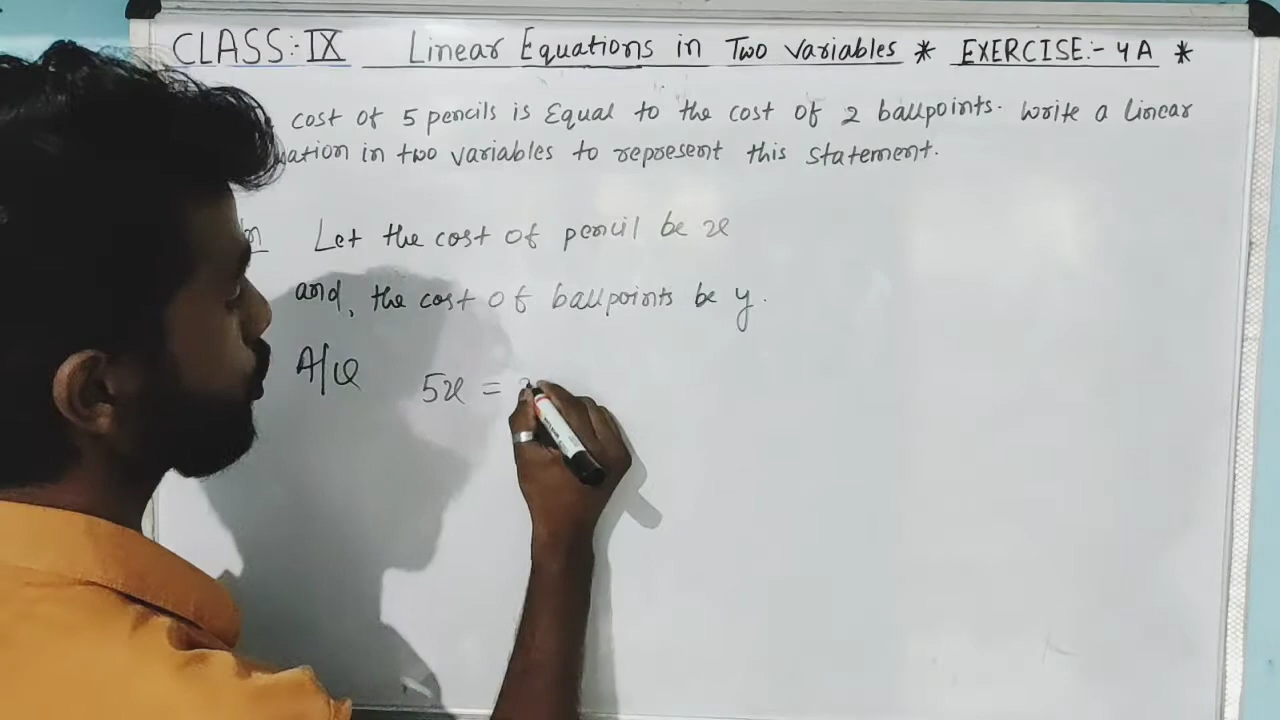 CLASS:-IX Linear Equations in Two variables * EXERCISE:- 4A *
cost of 5 pencils is Equal to the cost of 2 ballpoints. Write a linear
ation in two variables to represent this statement.
Let the cost of pencil be x
and, the cost of ballpoints be y.
A/Q 5x =